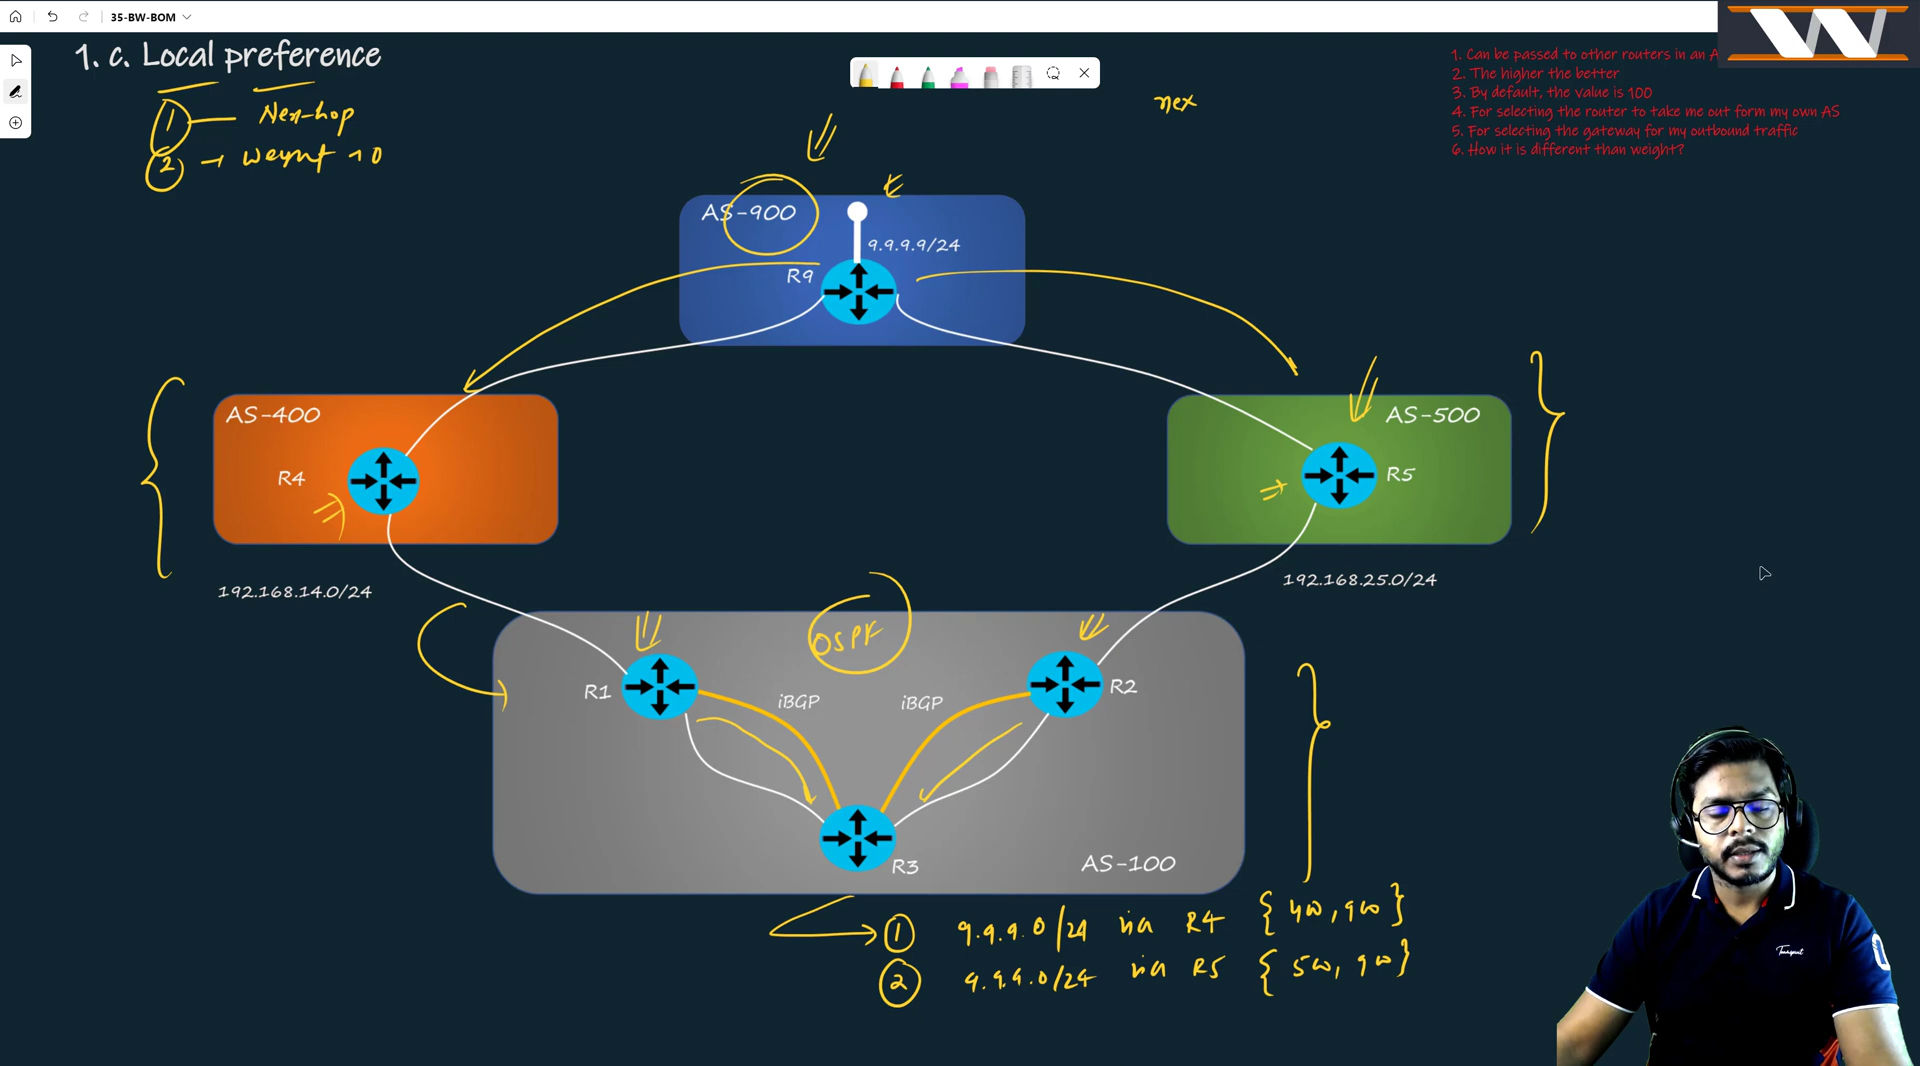 35-BW-BOM
1. c. Local preference
1 — Nex-hop
2 → Weight → 0
nex
1. Can be passed to other routers in an A
2. The higher the better
3. By default, the value is 100
4. For selecting the router to take me out form my own AS
5. For selecting the gateway for my outbound traffic
6. How it is different than weight?
W
AS-900
9.9.9.9/24
R9
AS-400
R4
AS-500
R5
192.168.14.0/24
192.168.25.0/24
OSPF
R1
iBGP
iBGP
R2
R3
AS-100
1 9.9.9.0/24 via R4 {400, 900}
2 9.9.9.0/24 via R5 {500, 900}